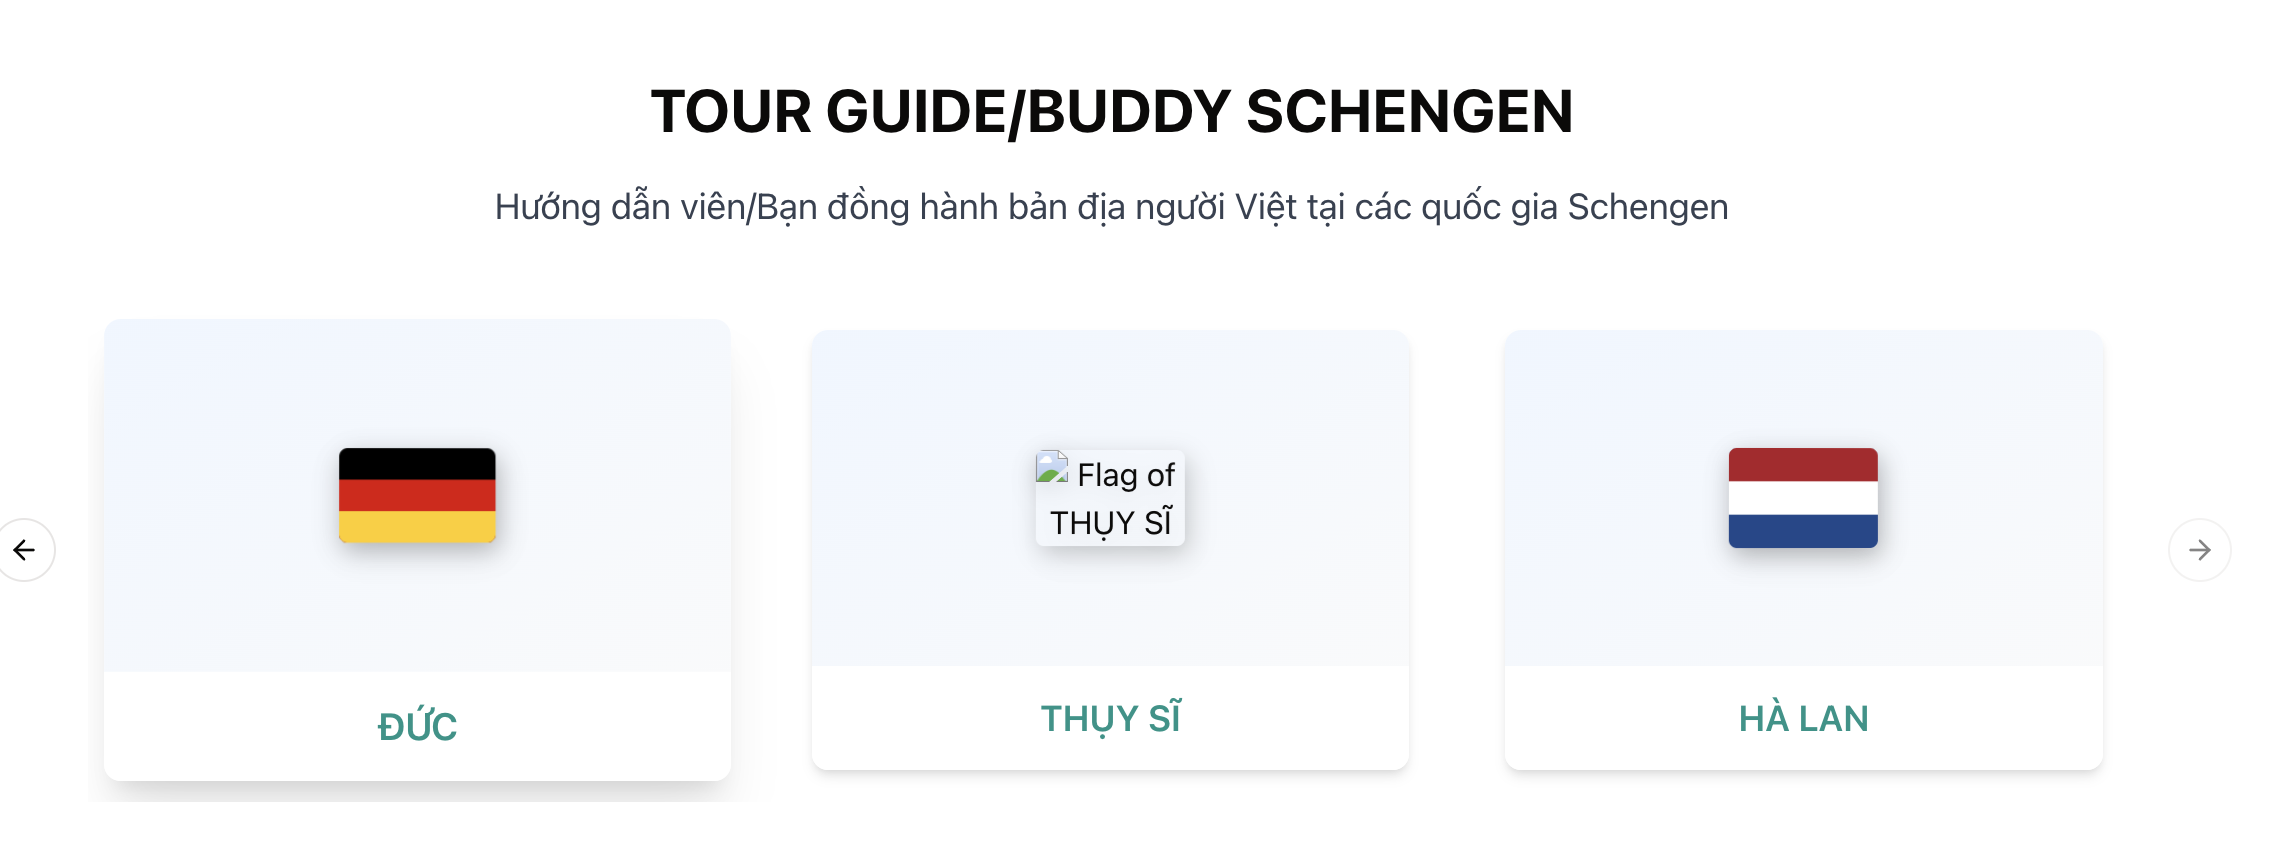 TOUR GUIDE/BUDDY SCHENGEN
Hướng dẫn viên/Bạn đồng hành bản địa người Việt tại các quốc gia Schengen
Flag of
THỤY SĨ
ĐỨC
THỤY SĨ
HÀ LAN